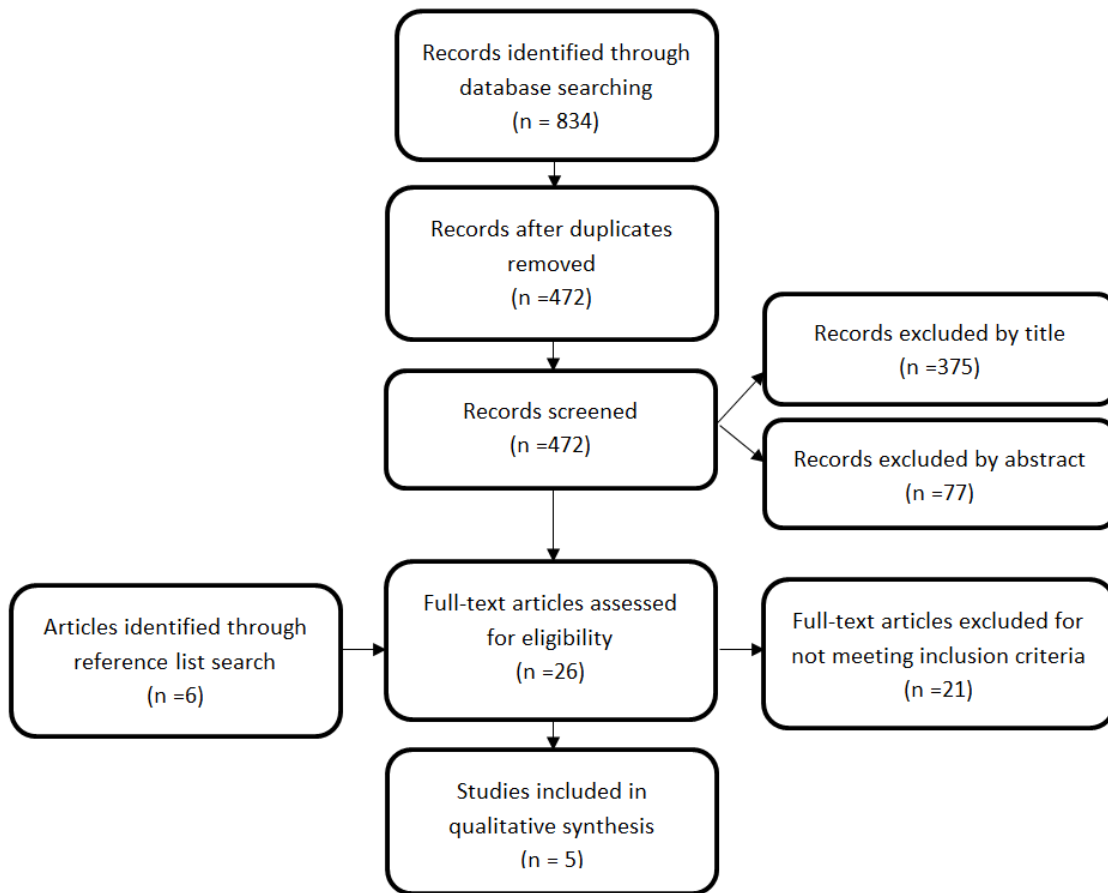 Records identified through
database searching
(n = 834)
Records after duplicates
removed
(n =472)
Records excluded by title
(n =375)
Records screened
(n =472)
Records excluded by abstract
(n =77)
Articles identified through
reference list search
(n =6)
Full-text articles assessed
for eligibility
(n =26)
Full-text articles excluded for
not meeting inclusion criteria
(n =21)
Studies included in
qualitative synthesis
(n = 5)